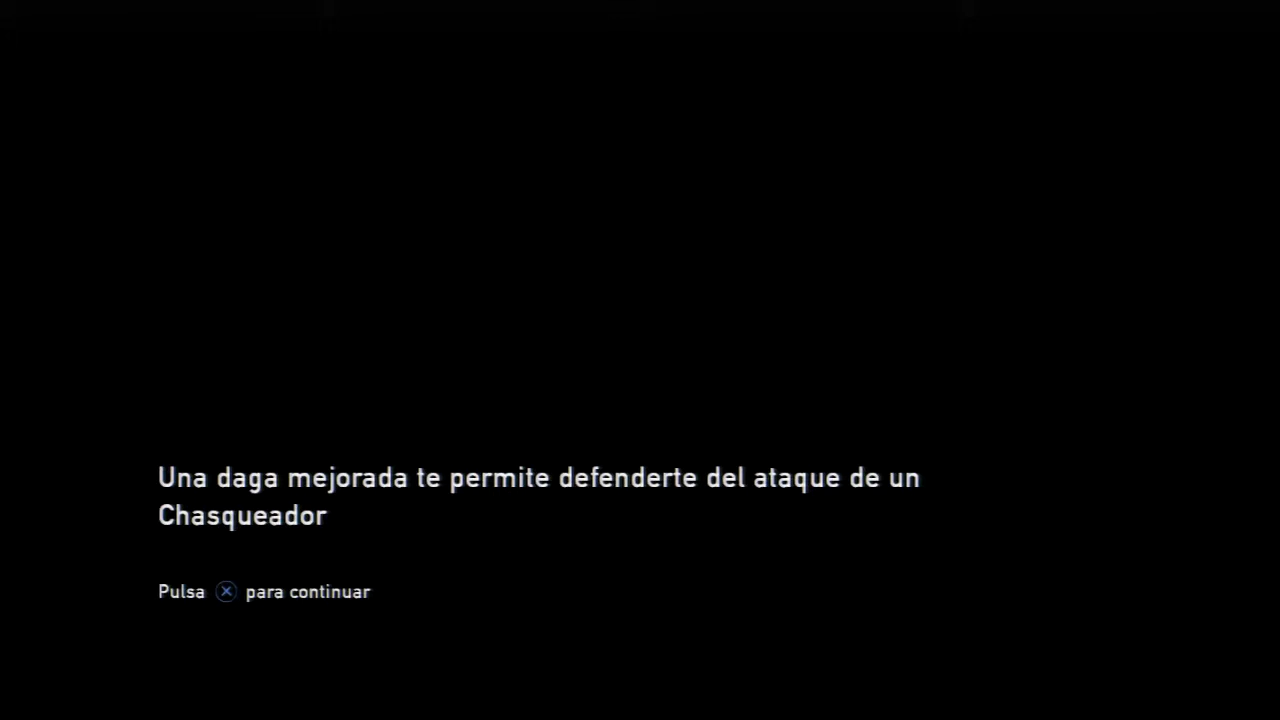 Una daga mejorada te permite defenderte del ataque de un
Chasqueador
Pulsa ⓧ para continuar